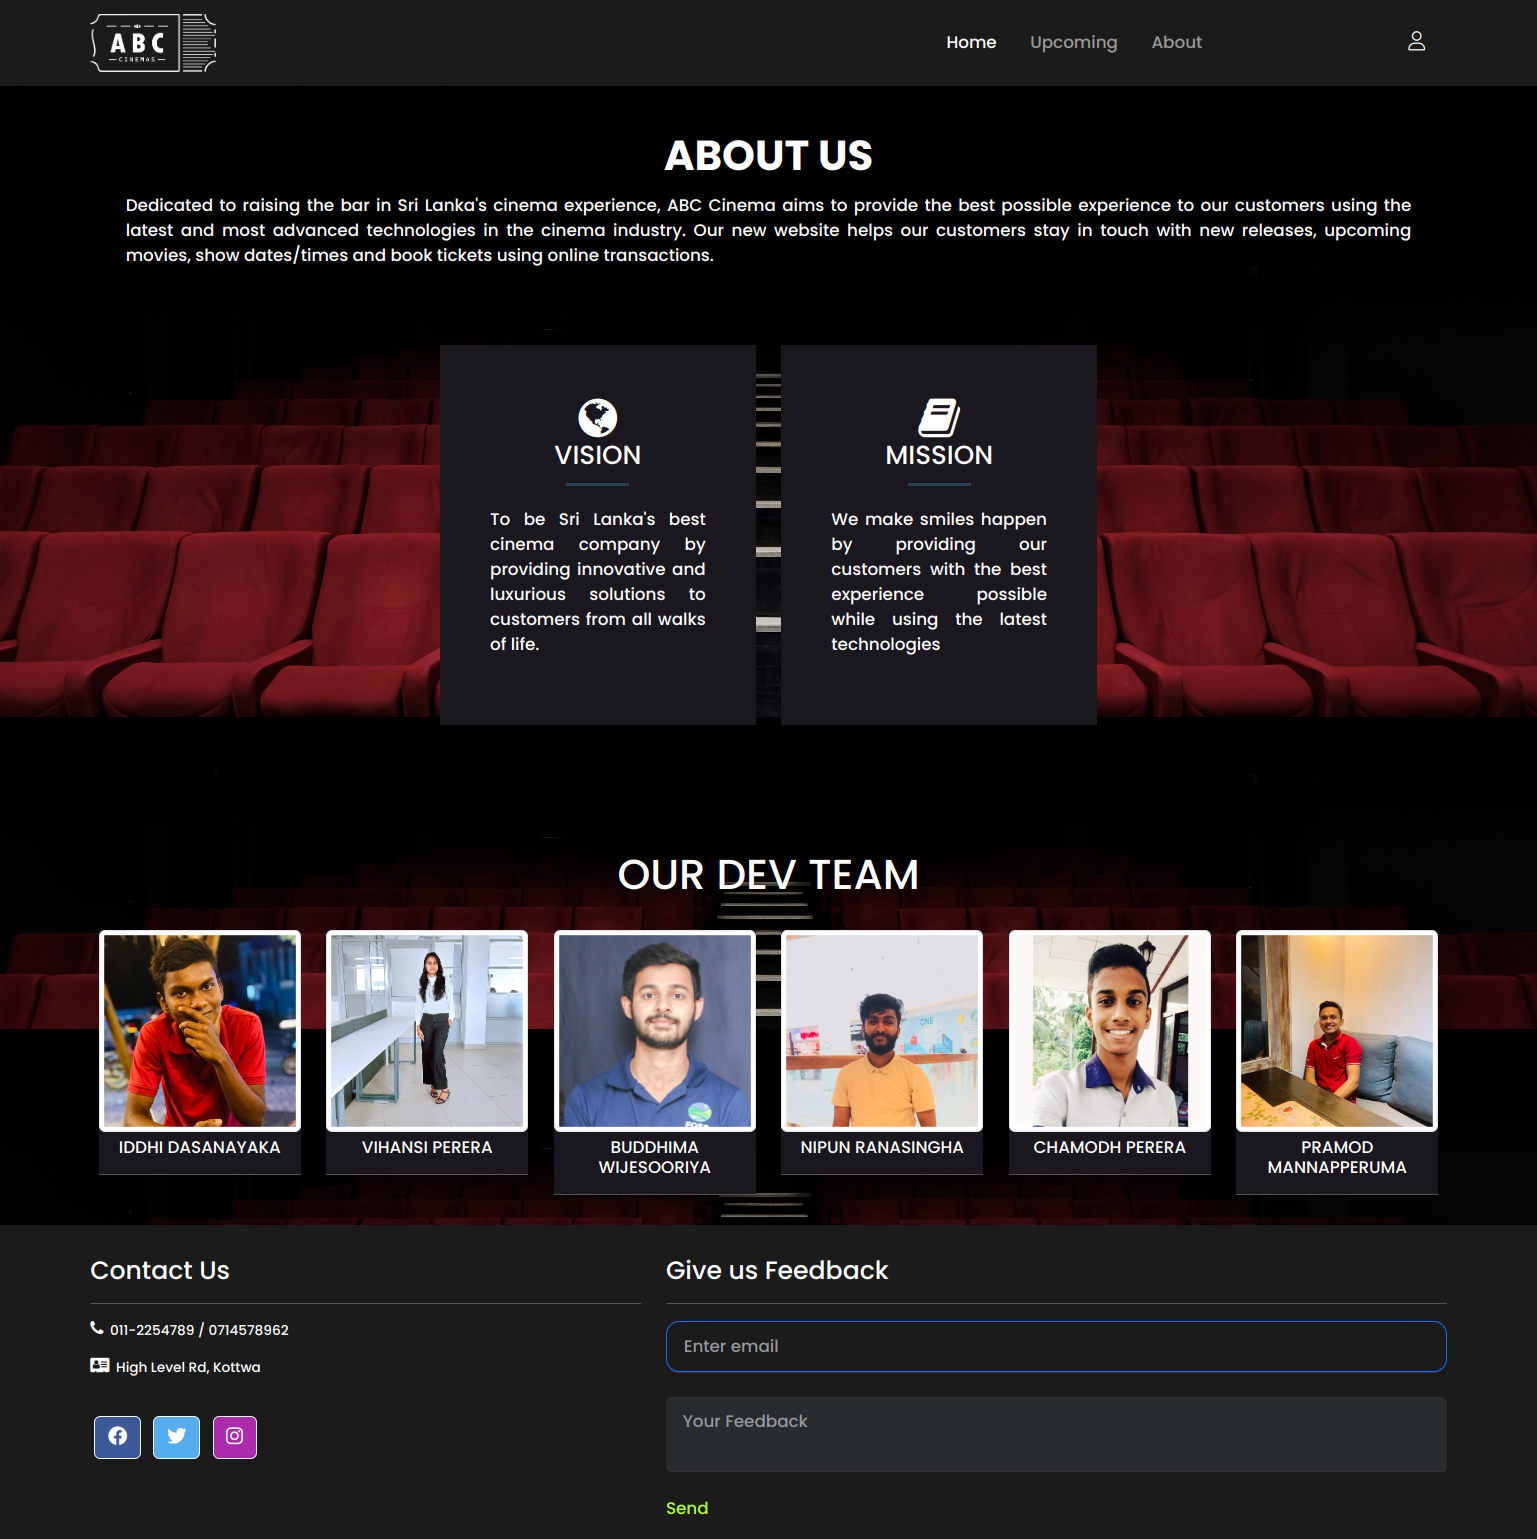 ABC
CINEMAS
Home
Upcoming
About
ABOUT US
Dedicated to raising the bar in Sri Lanka's cinema experience, ABC Cinema aims to provide the best possible experience to our customers using the
latest and most advanced technologies in the cinema industry. Our new website helps our customers stay in touch with new releases, upcoming
movies, show dates/times and book tickets using online transactions.
VISION
To be Sri Lanka's best
cinema company by
providing innovative and
luxurious solutions to
customers from all walks
of life.
MISSION
We make smiles happen
by providing our
customers with the best
experience possible
while using the latest
technologies
OUR DEV TEAM
IDDHI DASANAYAKA
VIHANSI PERERA
BUDDHIMA
WIJESOORIYA
NIPUN RANASINGHA
CHAMODH PERERA
PRAMOD
MANNAPPERUMA
Contact Us
011-2254789 / 0714578962
High Level Rd, Kottwa
Give us Feedback
Enter email
Your Feedback
Send